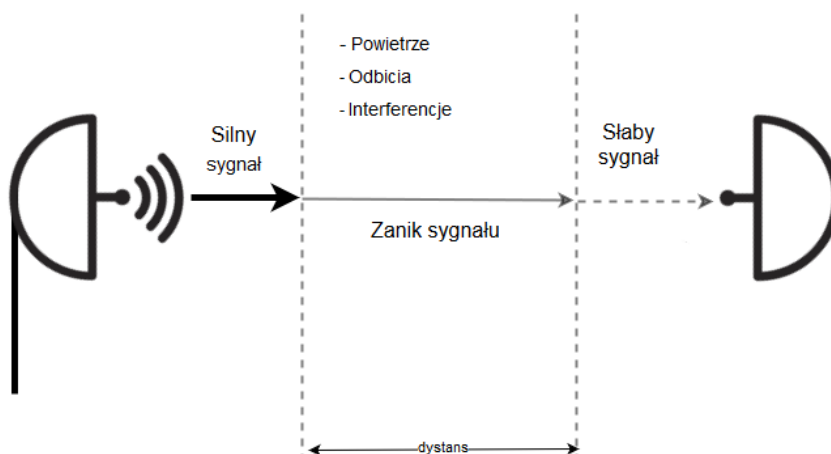 - Powietrze
- Odbicia
- Interferencje
Silny
sygnał
Słaby
sygnał
Zanik sygnału
dystans